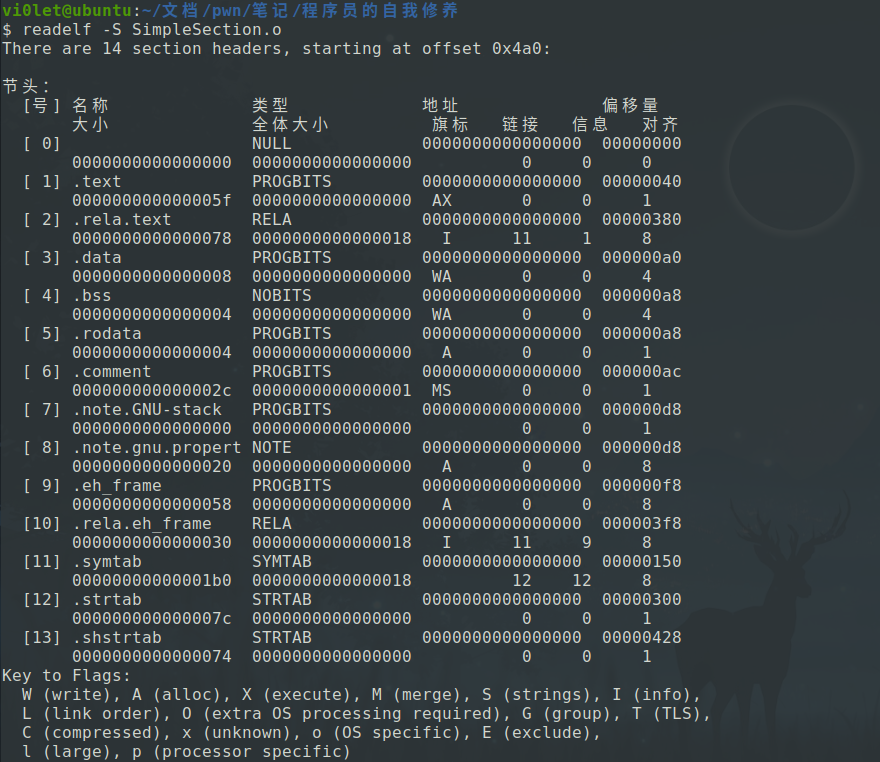 vi0let@ubuntu:~/文档/pwn/笔记/程序员的自我修养
$ readelf -S SimpleSection.o
There are 14 section headers, starting at offset 0x4a0:
节头：
[号] 名称 类型 地址 偏移量
大小 全体大小 旗标 链接 信息 对齐
[ 0] NULL 0000000000000000 00000000
0000000000000000 0000000000000000 0 0 0
[ 1] .text PROGBITS 0000000000000000 00000040
000000000000005f 0000000000000000 AX 0 0 1
[ 2] .rela.text RELA 0000000000000000 00000380
0000000000000078 0000000000000018 I 11 1 8
[ 3] .data PROGBITS 0000000000000000 000000a0
0000000000000008 0000000000000000 WA 0 0 4
[ 4] .bss NOBITS 0000000000000000 000000a8
0000000000000004 0000000000000000 WA 0 0 4
[ 5] .rodata PROGBITS 0000000000000000 000000a8
0000000000000004 0000000000000000 A 0 0 1
[ 6] .comment PROGBITS 0000000000000000 000000ac
000000000000002c 0000000000000001 MS 0 0 1
[ 7] .note.GNU-stack PROGBITS 0000000000000000 000000d8
0000000000000000 0000000000000000 0 0 1
[ 8] .note.gnu.propert NOTE 0000000000000000 000000d8
0000000000000020 0000000000000000 A 0 0 8
[ 9] .eh_frame PROGBITS 0000000000000000 000000f8
0000000000000058 0000000000000000 A 0 0 8
[10] .rela.eh_frame RELA 0000000000000000 000003f8
0000000000000030 0000000000000018 I 11 9 8
[11] .symtab SYMTAB 0000000000000000 00000150
00000000000001b0 0000000000000018 12 12 8
[12] .strtab STRTAB 0000000000000000 00000300
000000000000007c 0000000000000000 0 0 1
[13] .shstrtab STRTAB 0000000000000000 00000428
0000000000000074 0000000000000000 0 0 1
Key to Flags:
W (write), A (alloc), X (execute), M (merge), S (strings), I (info),
L (link order), O (extra OS processing required), G (group), T (TLS),
C (compressed), x (unknown), o (OS specific), E (exclude),
l (large), p (processor specific)